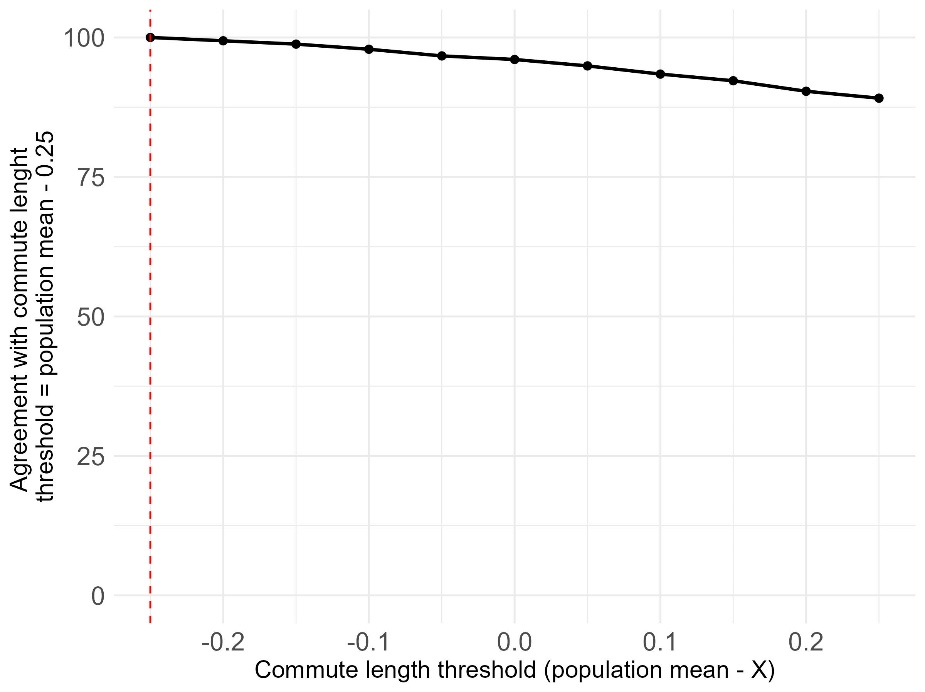 Agreement with commute lenght
threshold = population mean - 0.25
100
75
50
25
0
-0.2 -0.1 0.0 0.1 0.2
Commute length threshold (population mean - X)